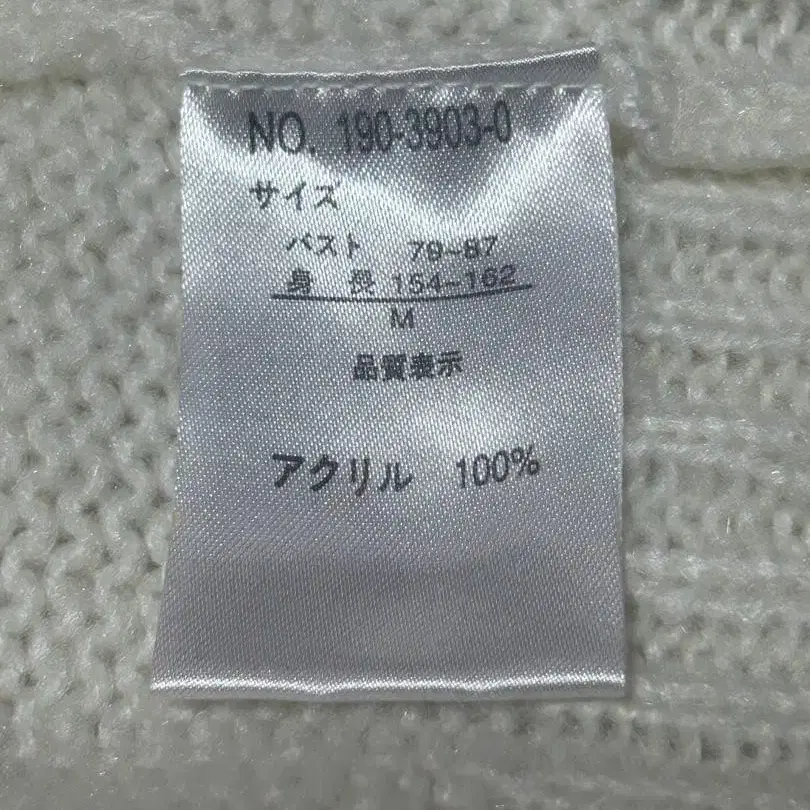 NO. 190-3903-0
サイズ
バスト 79~87
身 長 154~162
M
品質表示
アクリル 100%